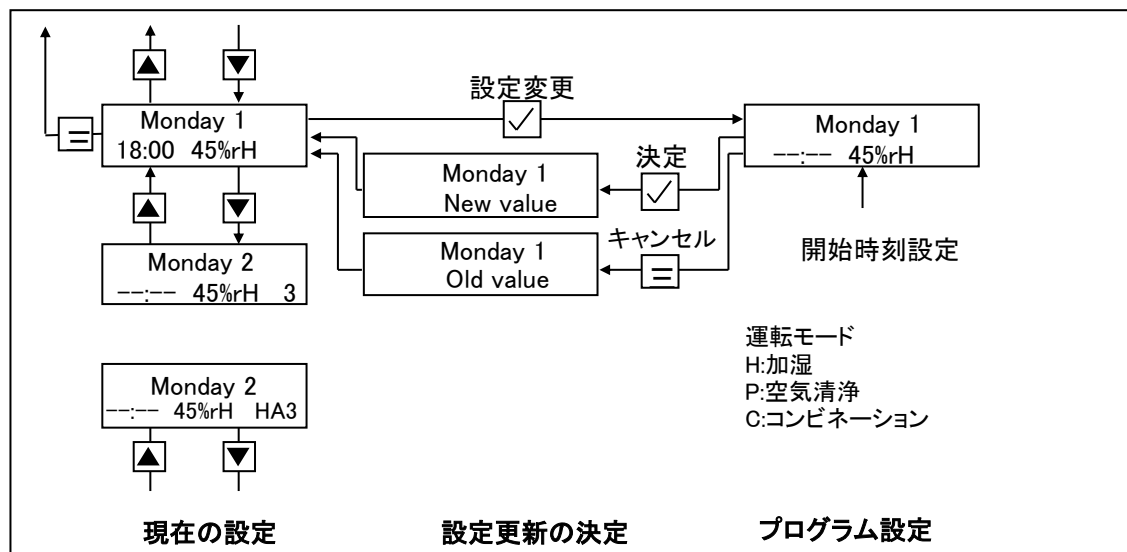 設定変更
Monday 1
18:00 45%rH
Monday 1
--:-- 45%rH
決定
Monday 1
New value
キャンセル
Monday 1
Old value
開始時刻設定
Monday 2
--:-- 45%rH 3
運転モード
H:加湿
P:空気清浄
C:コンビネーション
Monday 2
--:-- 45%rH HA3
現在の設定
設定更新の決定
プログラム設定